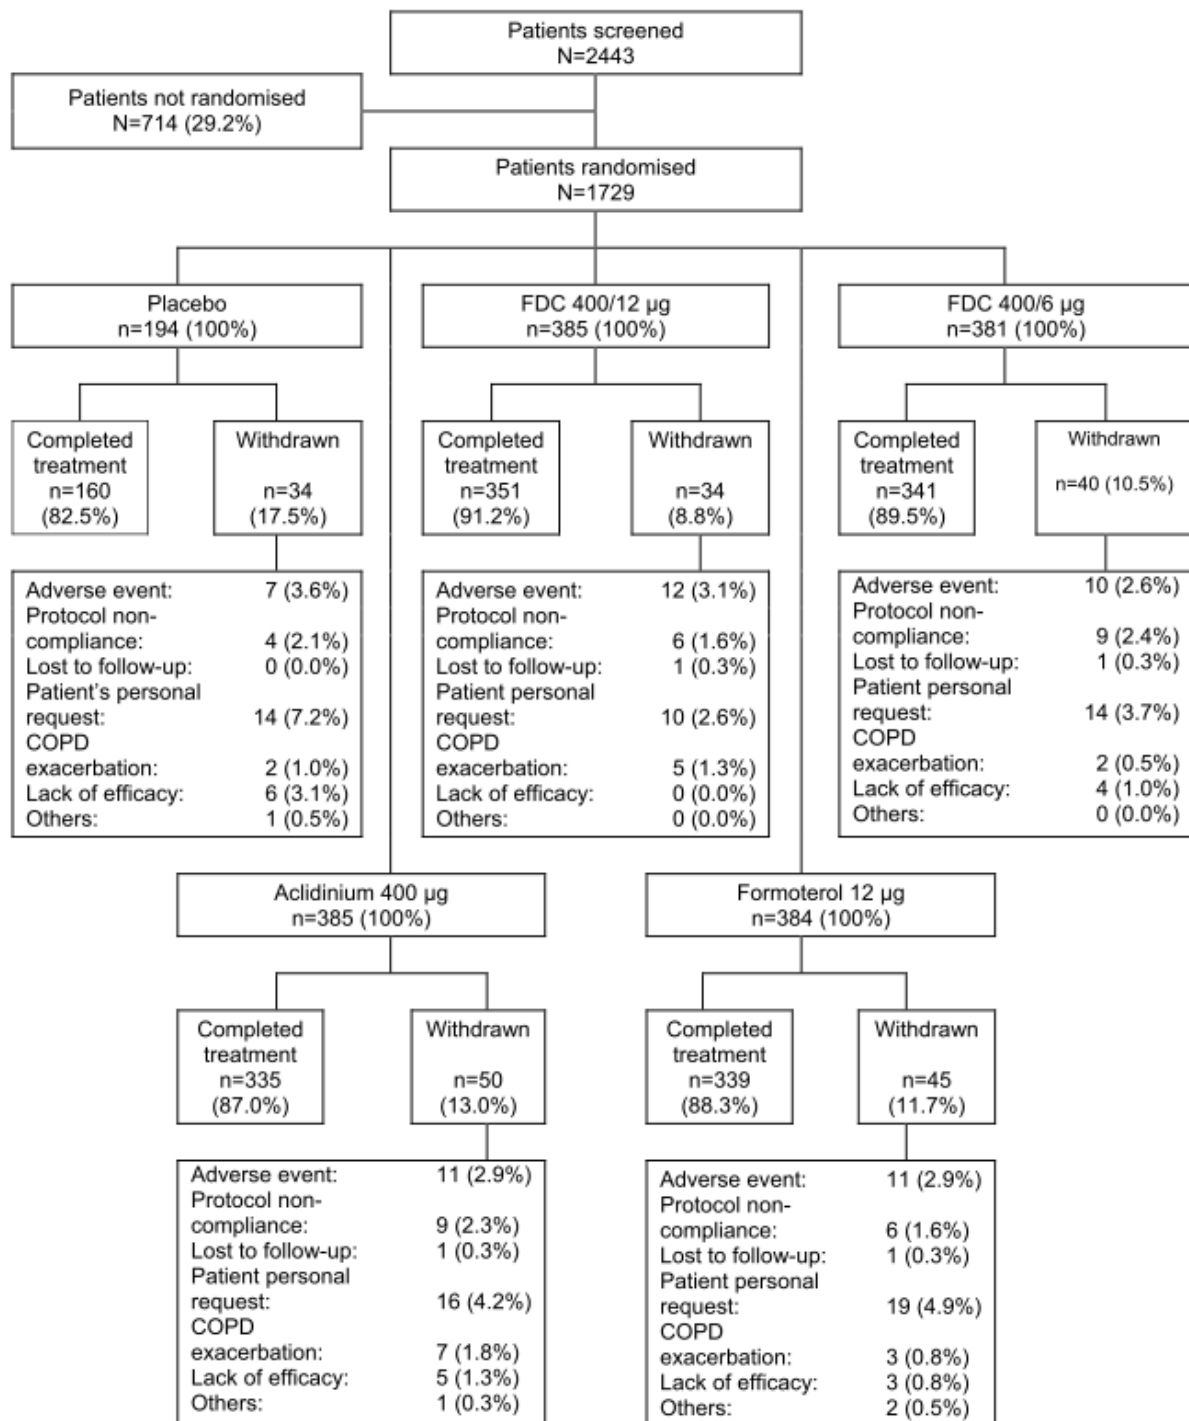 Patients screened
N=2443
Patients not randomised
N=714 (29.2%)
Patients randomised
N=1729
Placebo
n=194 (100%)
FDC 400/12 µg
n=385 (100%)
FDC 400/6 µg
n=381 (100%)
Completed
treatment
n=160
(82.5%)
Withdrawn
n=34
(17.5%)
Completed
treatment
n=351
(91.2%)
Withdrawn
n=34
(8.8%)
Completed
treatment
n=341
(89.5%)
Withdrawn
n=40 (10.5%)
Adverse event: 7 (3.6%)
Protocol non-
compliance: 4 (2.1%)
Lost to follow-up: 0 (0.0%)
Patient's personal
request: 14 (7.2%)
COPD
exacerbation: 2 (1.0%)
Lack of efficacy: 6 (3.1%)
Others: 1 (0.5%)
Adverse event: 12 (3.1%)
Protocol non-
compliance: 6 (1.6%)
Lost to follow-up: 1 (0.3%)
Patient personal
request: 10 (2.6%)
COPD
exacerbation: 5 (1.3%)
Lack of efficacy: 0 (0.0%)
Others: 0 (0.0%)
Adverse event: 10 (2.6%)
Protocol non-
compliance: 9 (2.4%)
Lost to follow-up: 1 (0.3%)
Patient personal
request: 14 (3.7%)
COPD
exacerbation: 2 (0.5%)
Lack of efficacy: 4 (1.0%)
Others: 0 (0.0%)
Aclidinium 400 µg
n=385 (100%)
Formoterol 12 µg
n=384 (100%)
Completed
treatment
n=335
(87.0%)
Withdrawn
n=50
(13.0%)
Completed
treatment
n=339
(88.3%)
Withdrawn
n=45
(11.7%)
Adverse event: 11 (2.9%)
Protocol non-
compliance: 9 (2.3%)
Lost to follow-up: 1 (0.3%)
Patient personal
request: 16 (4.2%)
COPD
exacerbation: 7 (1.8%)
Lack of efficacy: 5 (1.3%)
Others: 1 (0.3%)
Adverse event: 11 (2.9%)
Protocol non-
compliance: 6 (1.6%)
Lost to follow-up: 1 (0.3%)
Patient personal
request: 19 (4.9%)
COPD
exacerbation: 3 (0.8%)
Lack of efficacy: 3 (0.8%)
Others: 2 (0.5%)